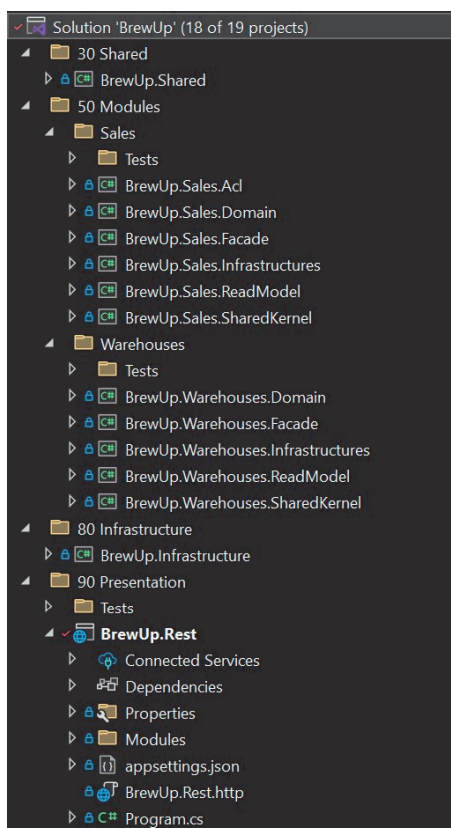 Solution 'BrewUp' (18 of 19 projects)
30 Shared
C# BrewUp.Shared
50 Modules
Sales
Tests
C# BrewUp.Sales.Acl
C# BrewUp.Sales.Domain
C# BrewUp.Sales.Facade
C# BrewUp.Sales.Infrastructures
C# BrewUp.Sales.ReadModel
C# BrewUp.Sales.SharedKernel
Warehouses
Tests
C# BrewUp.Warehouses.Domain
C# BrewUp.Warehouses.Facade
C# BrewUp.Warehouses.Infrastructures
C# BrewUp.Warehouses.ReadModel
C# BrewUp.Warehouses.SharedKernel
80 Infrastructure
C# BrewUp.Infrastructure
90 Presentation
Tests
BrewUp.Rest
Connected Services
Dependencies
Properties
Modules
appsettings.json
BrewUp.Rest.http
C# Program.cs